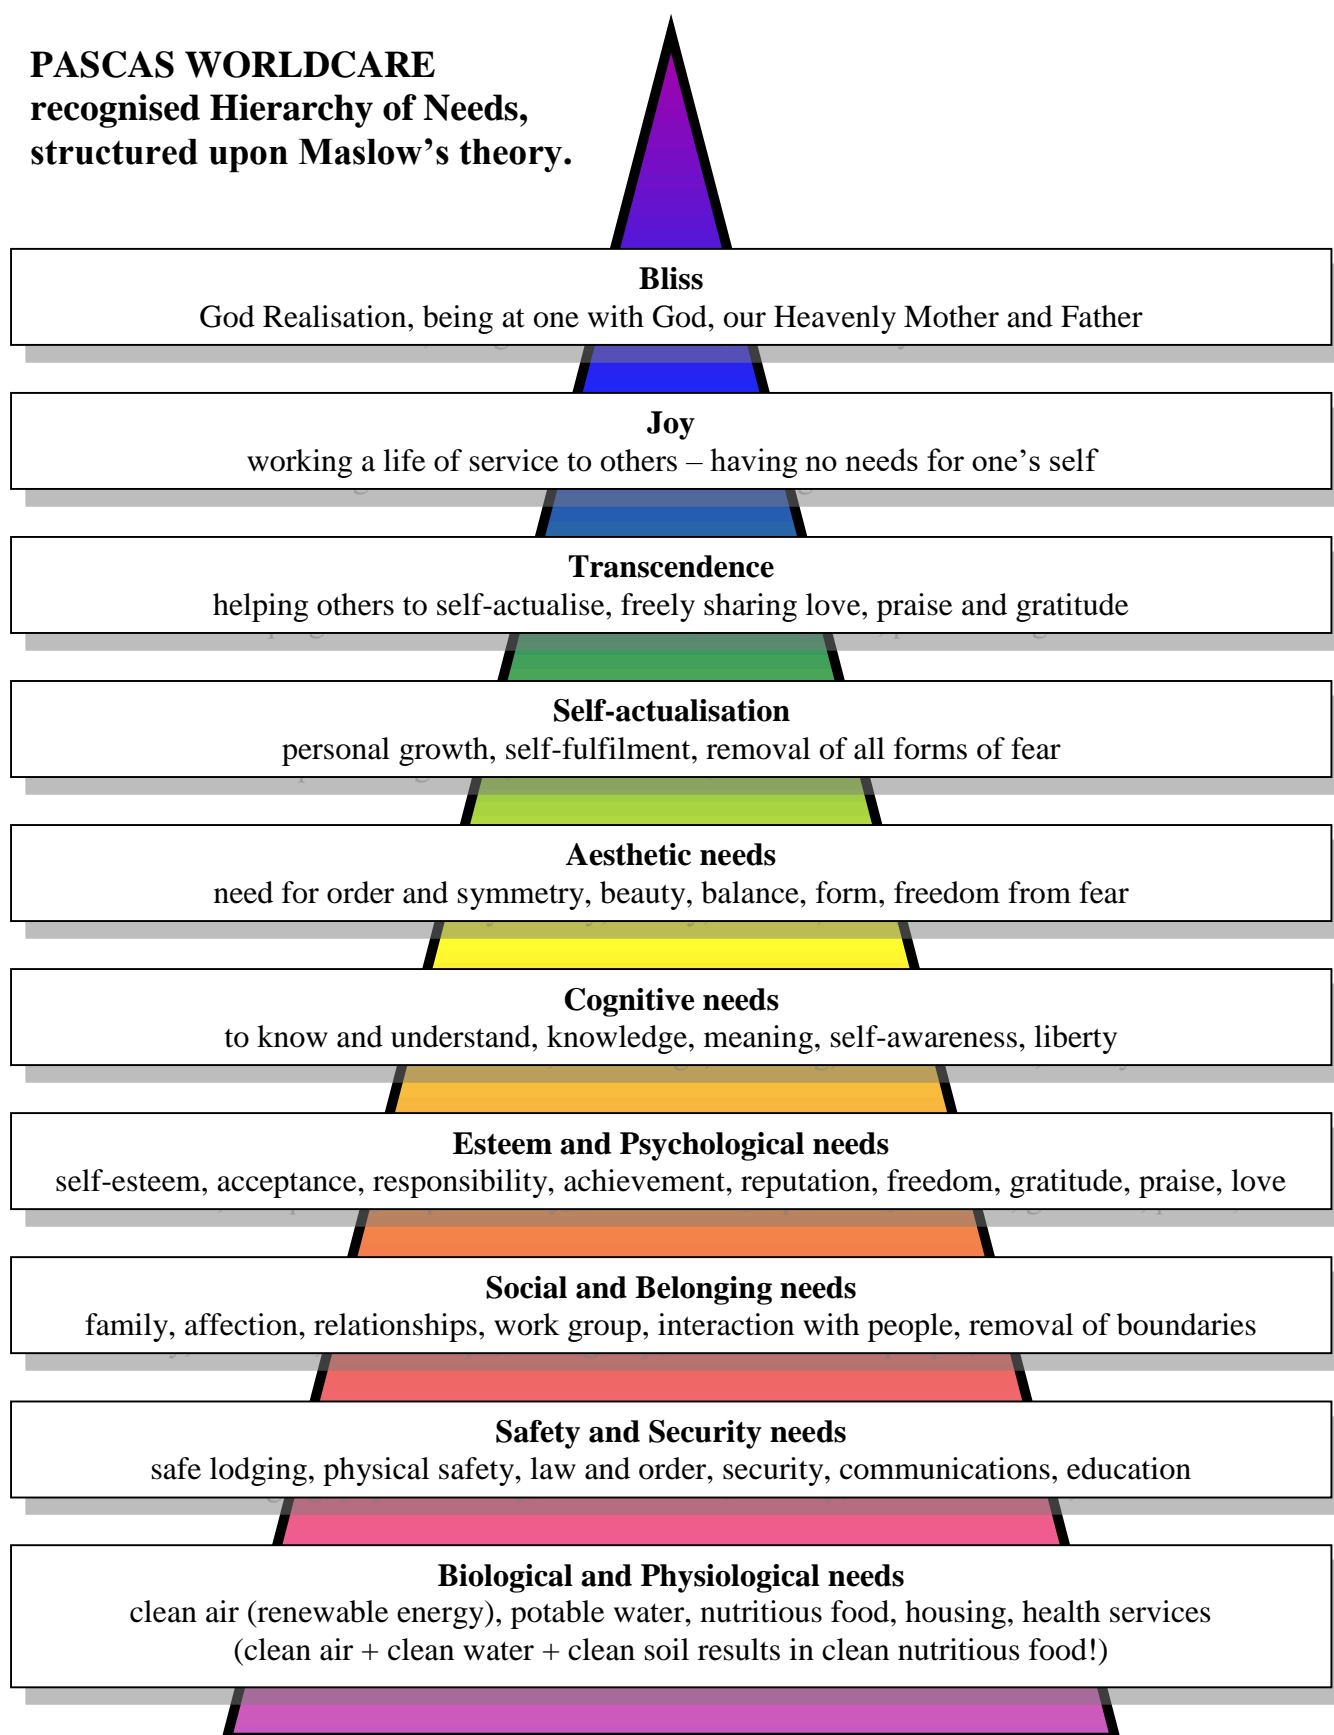 PASCAS WORLDCARE
recognised Hierarchy of Needs,
structured upon Maslow’s theory.
Bliss
God Realisation, being at one with God, our Heavenly Mother and Father
Joy
working a life of service to others – having no needs for one’s self
Transcendence
helping others to self-actualise, freely sharing love, praise and gratitude
Self-actualisation
personal growth, self-fulfilment, removal of all forms of fear
Aesthetic needs
need for order and symmetry, beauty, balance, form, freedom from fear
Cognitive needs
to know and understand, knowledge, meaning, self-awareness, liberty
Esteem and Psychological needs
self-esteem, acceptance, responsibility, achievement, reputation, freedom, gratitude, praise, love
Social and Belonging needs
family, affection, relationships, work group, interaction with people, removal of boundaries
Safety and Security needs
safe lodging, physical safety, law and order, security, communications, education
Biological and Physiological needs
clean air (renewable energy), potable water, nutritious food, housing, health services
(clean air + clean water + clean soil results in clean nutritious food!)